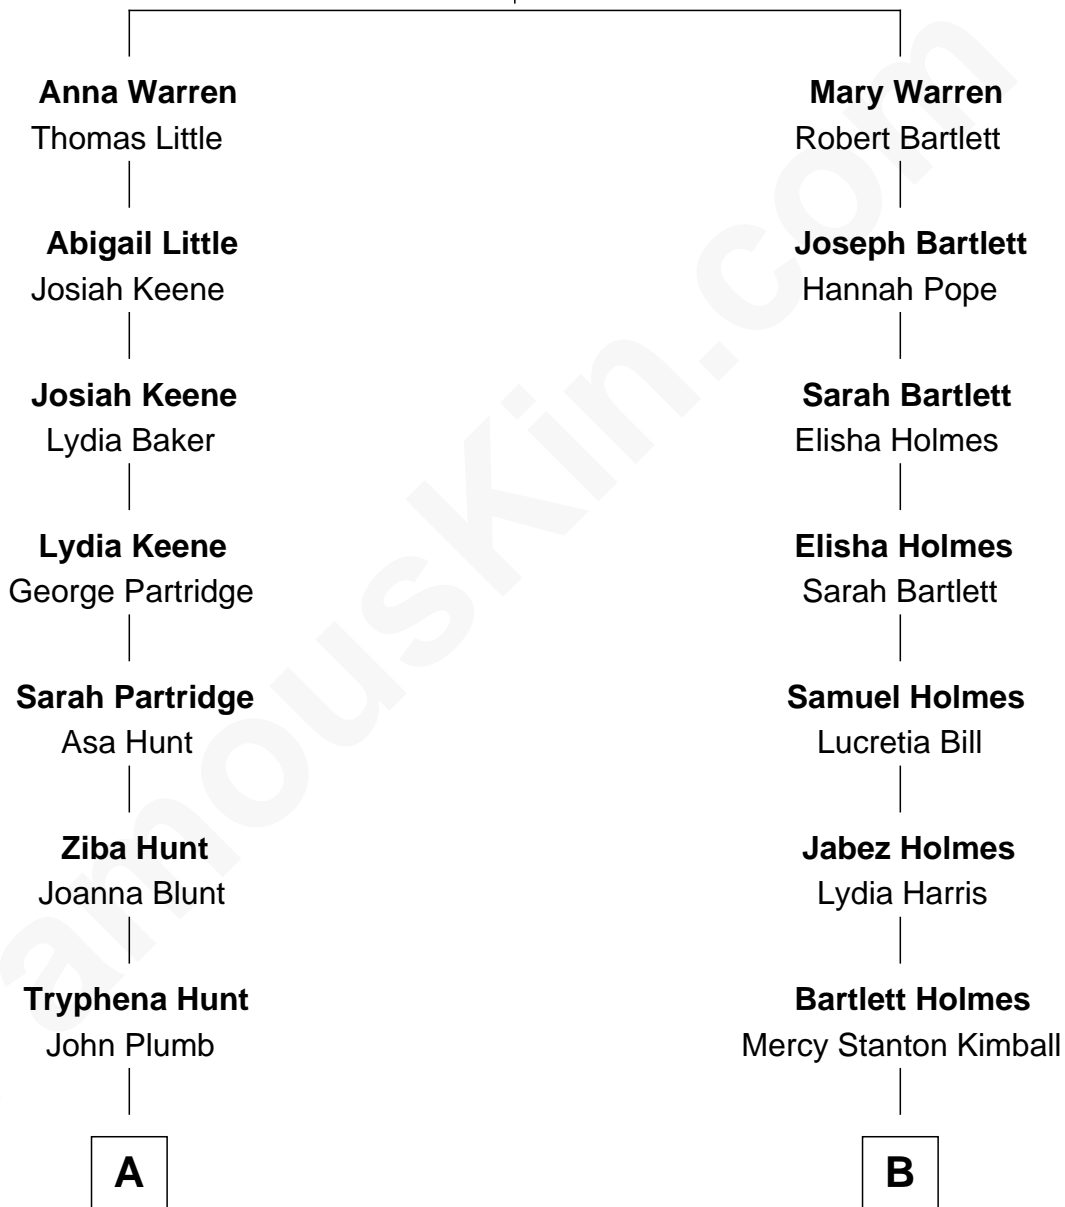 Anna Warren
Thomas Little
Mary Warren
Robert Bartlett
Abigail Little
Josiah Keene
Joseph Bartlett
Hannah Pope
Josiah Keene
Lydia Baker
Sarah Bartlett
Elisha Holmes
Lydia Keene
George Partridge
Elisha Holmes
Sarah Bartlett
Sarah Partridge
Asa Hunt
Samuel Holmes
Lucretia Bill
Ziba Hunt
Joanna Blunt
Jabez Holmes
Lydia Harris
Tryphena Hunt
John Plumb
Bartlett Holmes
Mercy Stanton Kimball
A
B
amouskin.com